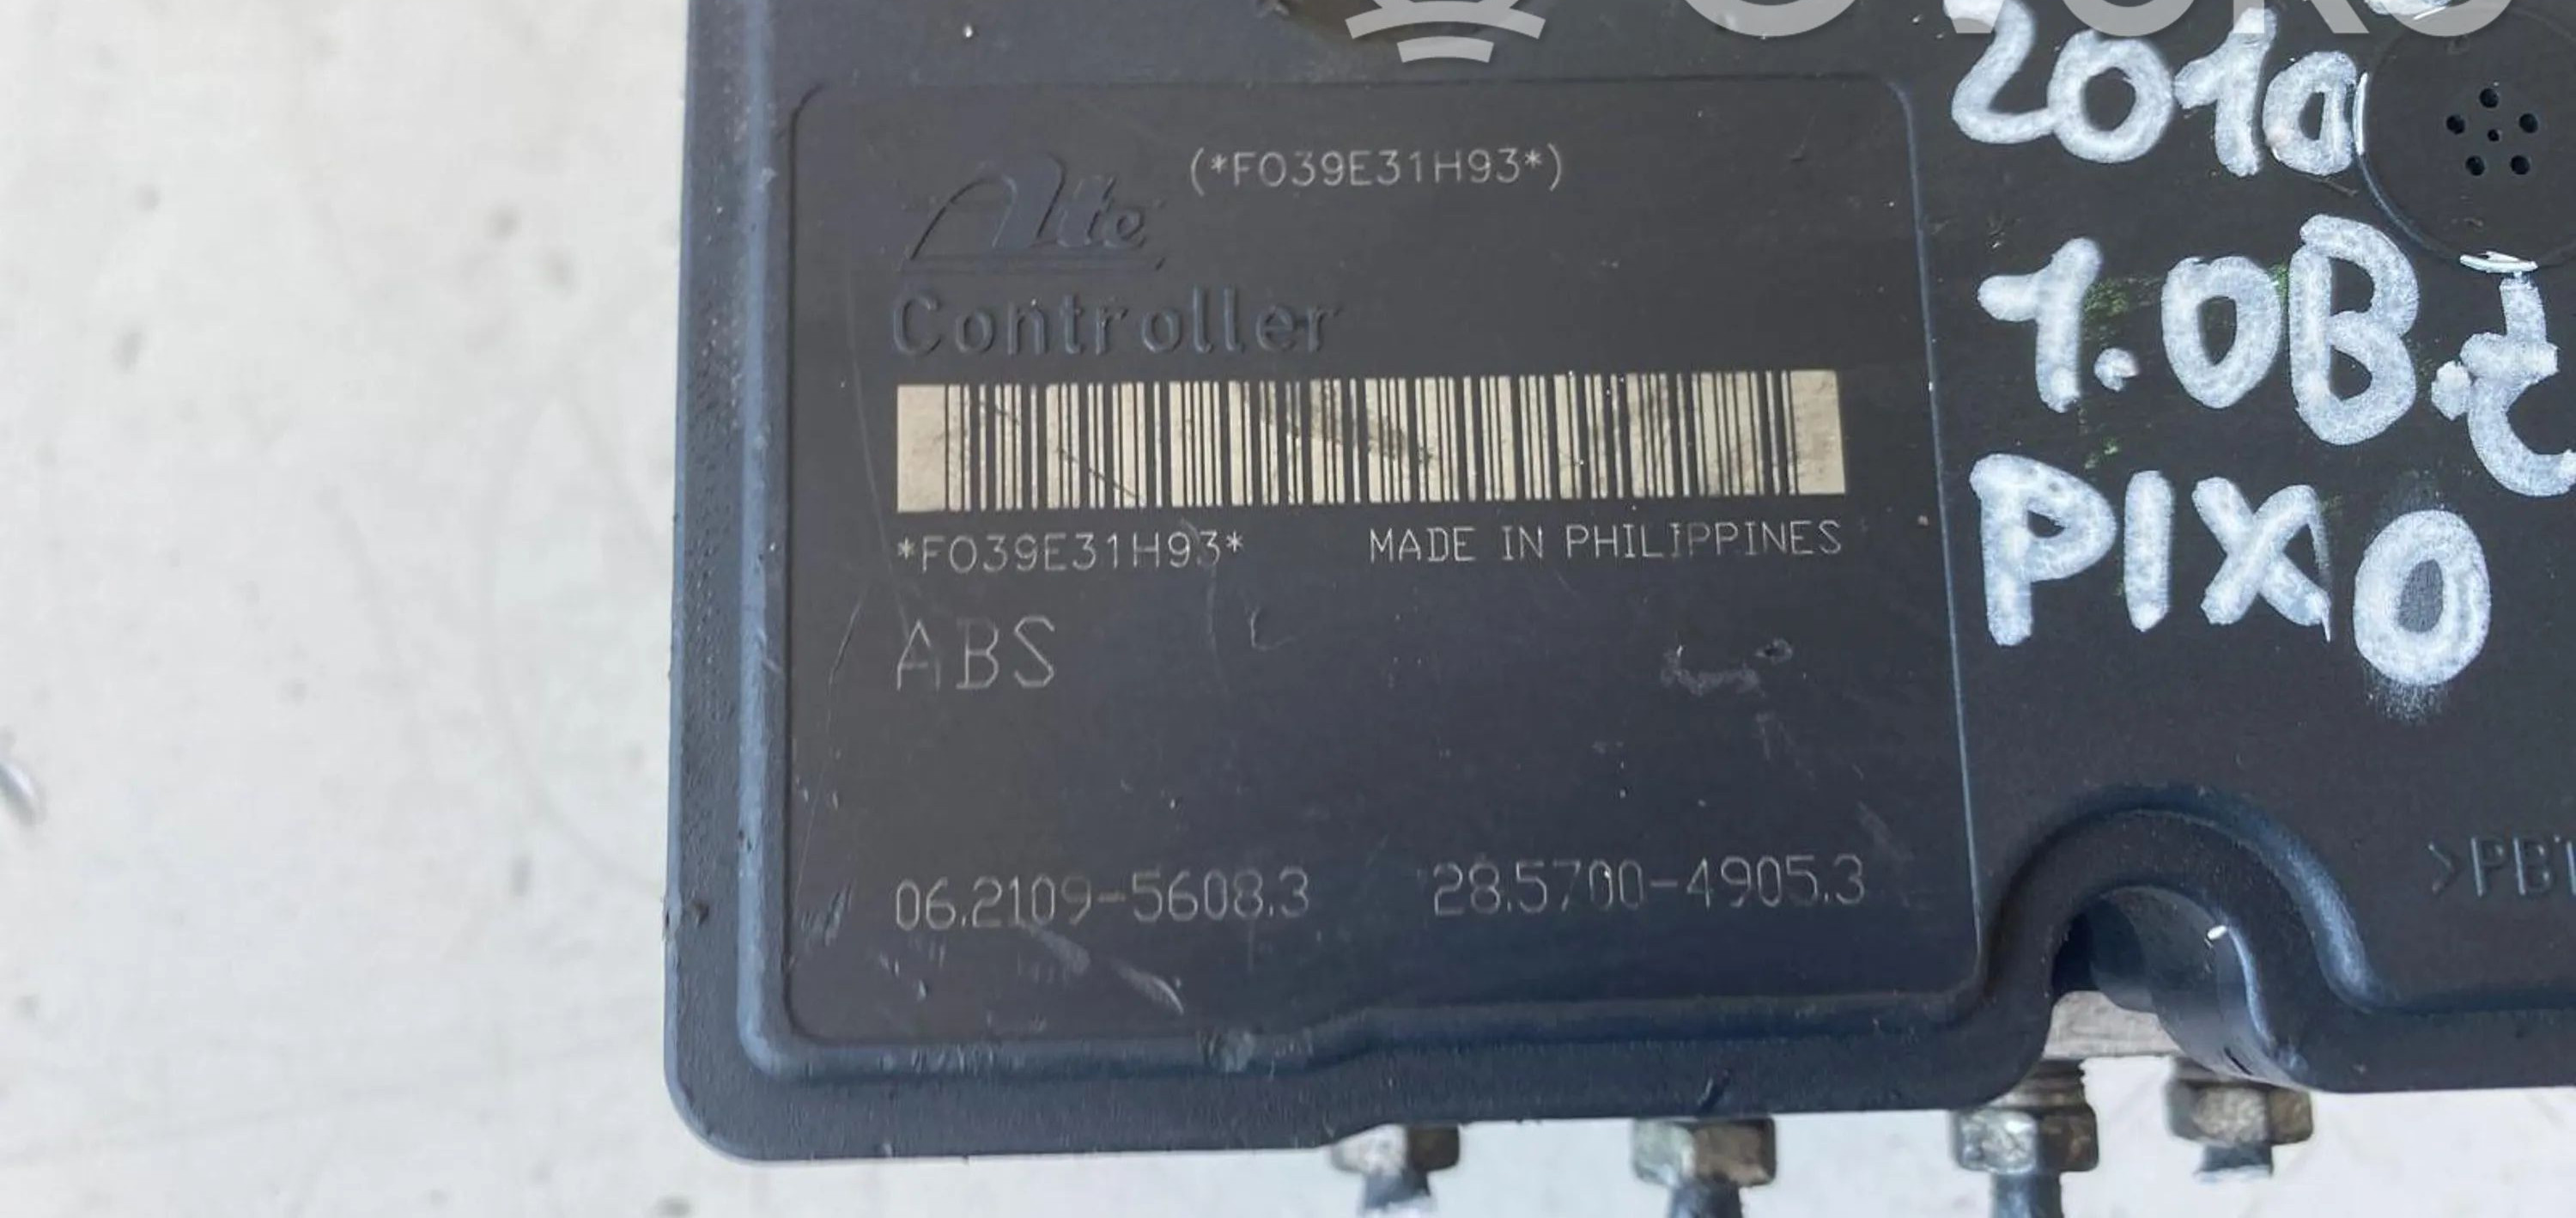 2010
(*F039E31H93*)
Ate
Controller
1.0B.
*F039E31H93* MADE IN PHILIPPINES
PIXO
ABS
>PBT
06.2109-5608.3 28.5700-4905.3